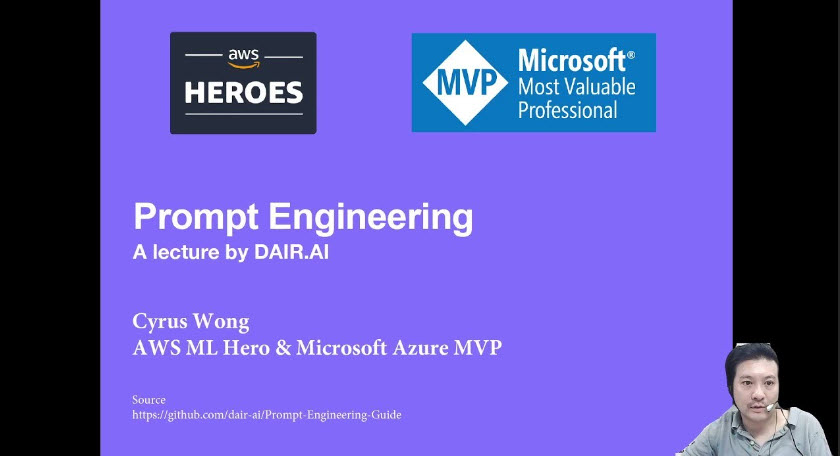 aws
HEROES
MVP
Microsoft®
Most Valuable
Professional
Prompt Engineering
A lecture by DAIR.AI
Cyrus Wong
AWS ML Hero & Microsoft Azure MVP
Source
https://github.com/dair-ai/Prompt-Engineering-Guide